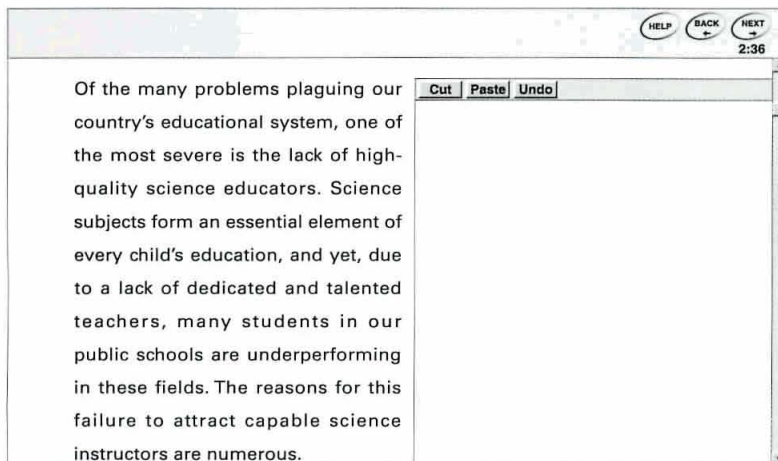 HELP BACK NEXT
2:36
Cut Paste Undo
Of the many problems plaguing our
country's educational system, one of
the most severe is the lack of high-
quality science educators. Science
subjects form an essential element of
every child's education, and yet, due
to a lack of dedicated and talented
teachers, many students in our
public schools are underperforming
in these fields. The reasons for this
failure to attract capable science
instructors are numerous.